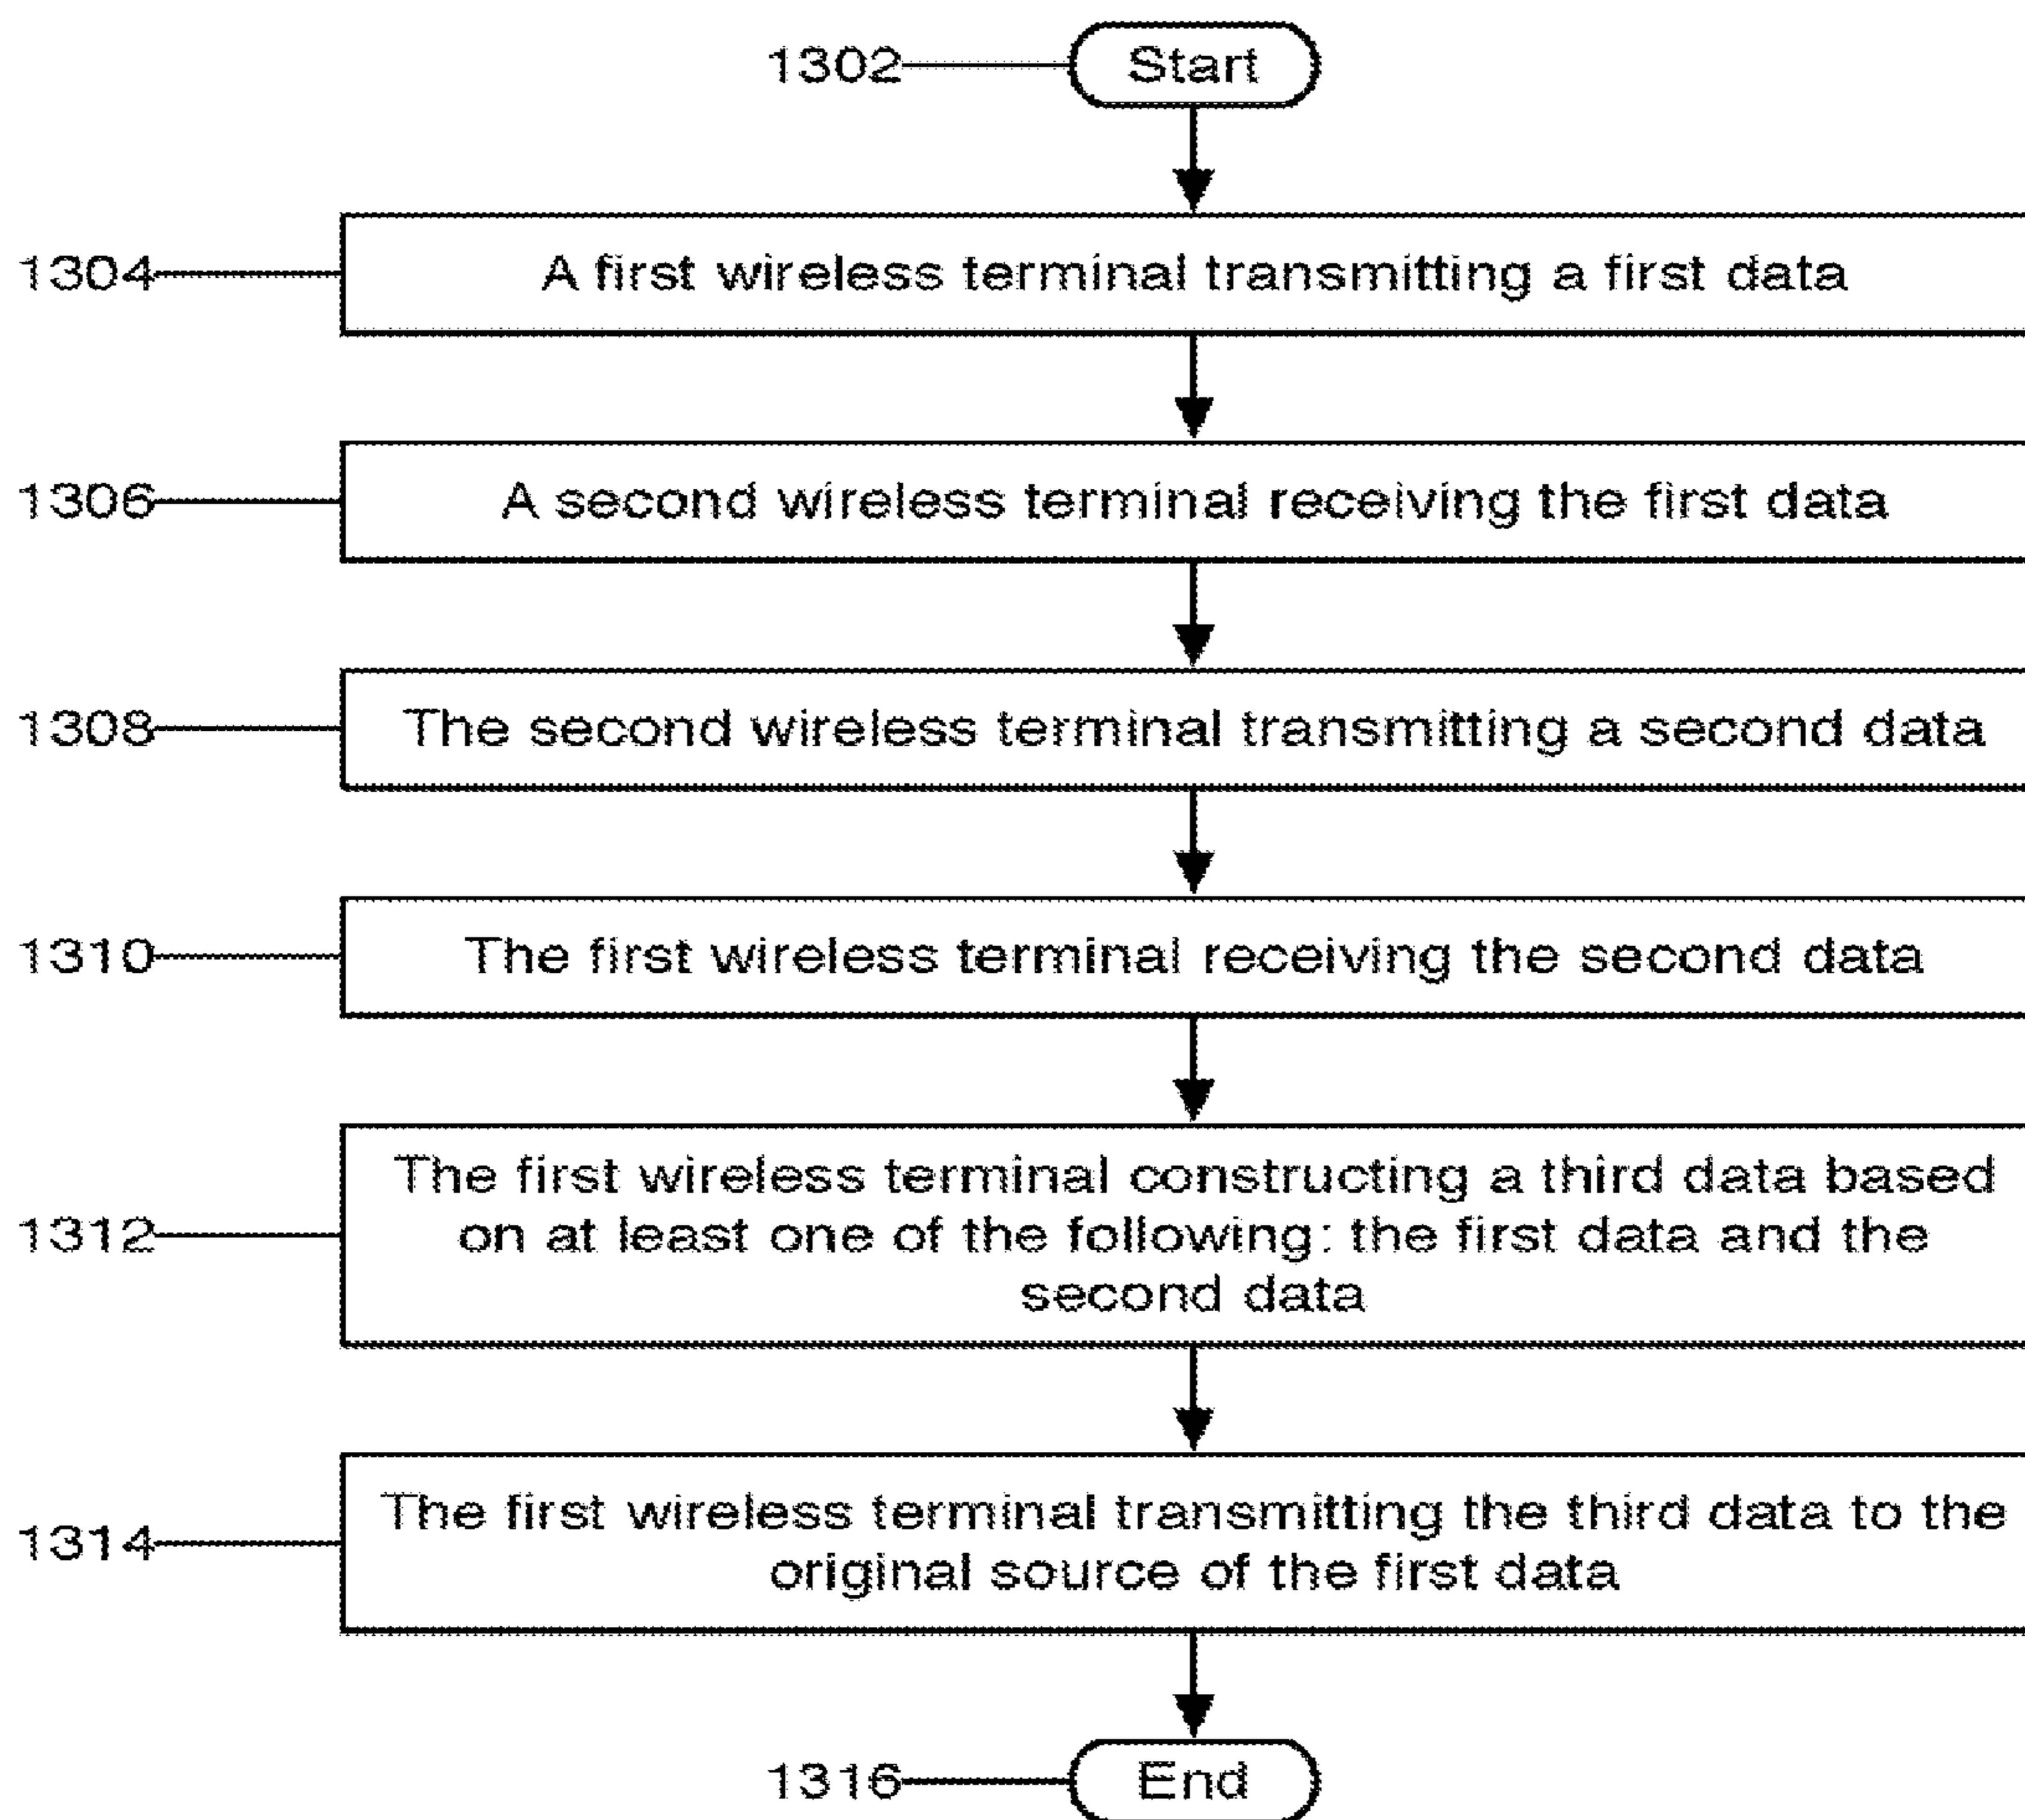 1302 Start
1304 A first wireless terminal transmitting a first data
1306 A second wireless terminal receiving the first data
1308 The second wireless terminal transmitting a second data
1310 The first wireless terminal receiving the second data
The first wireless terminal constructing a third data based
1312 on at least one of the following: the first data and the
second data
The first wireless terminal transmitting the third data to the
1314
original source of the first data
1316 End